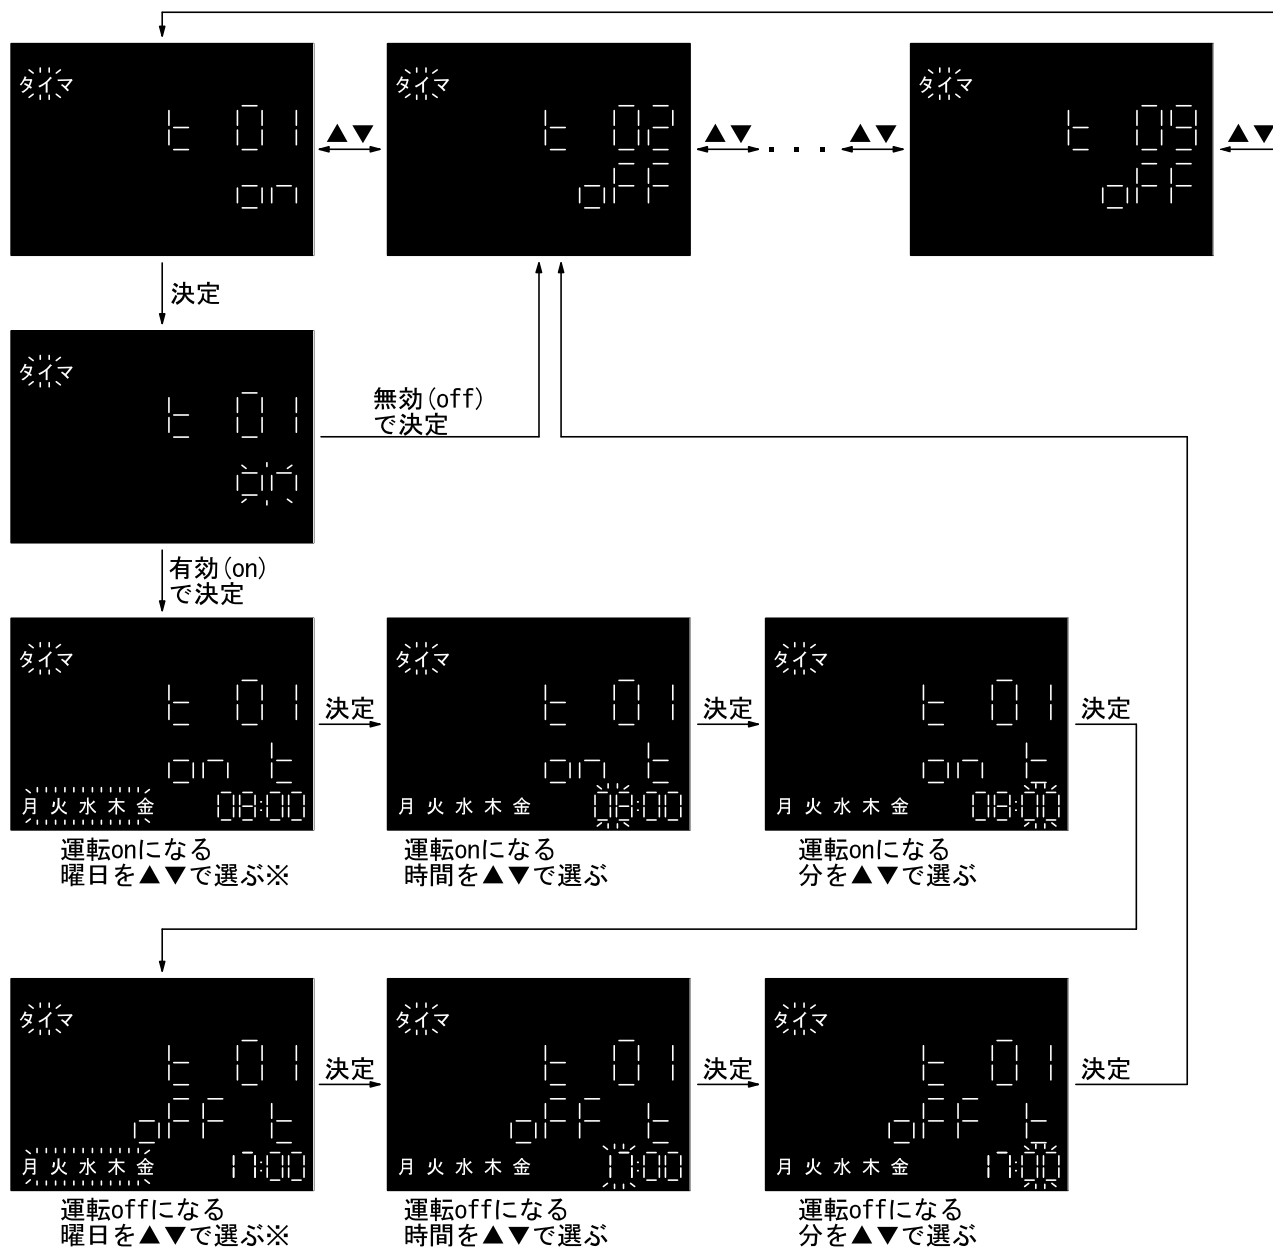 タイマ
t 01
on
▲▼
タイマ
t 02
oFF
▲▼
・・・
▲▼
タイマ
t 09
oFF
▲▼
決定
タイマ
t 01
on
無効(off)
で決定
有効(on)
で決定
タイマ
t 01
on t
月 火 水 木 金 08:00
運転onになる
曜日を▲▼で選ぶ※
決定
タイマ
t 01
on t
月 火 水 木 金 08:00
運転onになる
時間を▲▼で選ぶ
決定
タイマ
t 01
on t
月 火 水 木 金 08:00
運転onになる
分を▲▼で選ぶ
決定
タイマ
t 01
oFF t
月 火 水 木 金 17:00
運転offになる
曜日を▲▼で選ぶ※
決定
タイマ
t 01
oFF t
月 火 水 木 金 17:00
運転offになる
時間を▲▼で選ぶ
決定
タイマ
t 01
oFF t
月 火 水 木 金 17:00
運転offになる
分を▲▼で選ぶ
決定